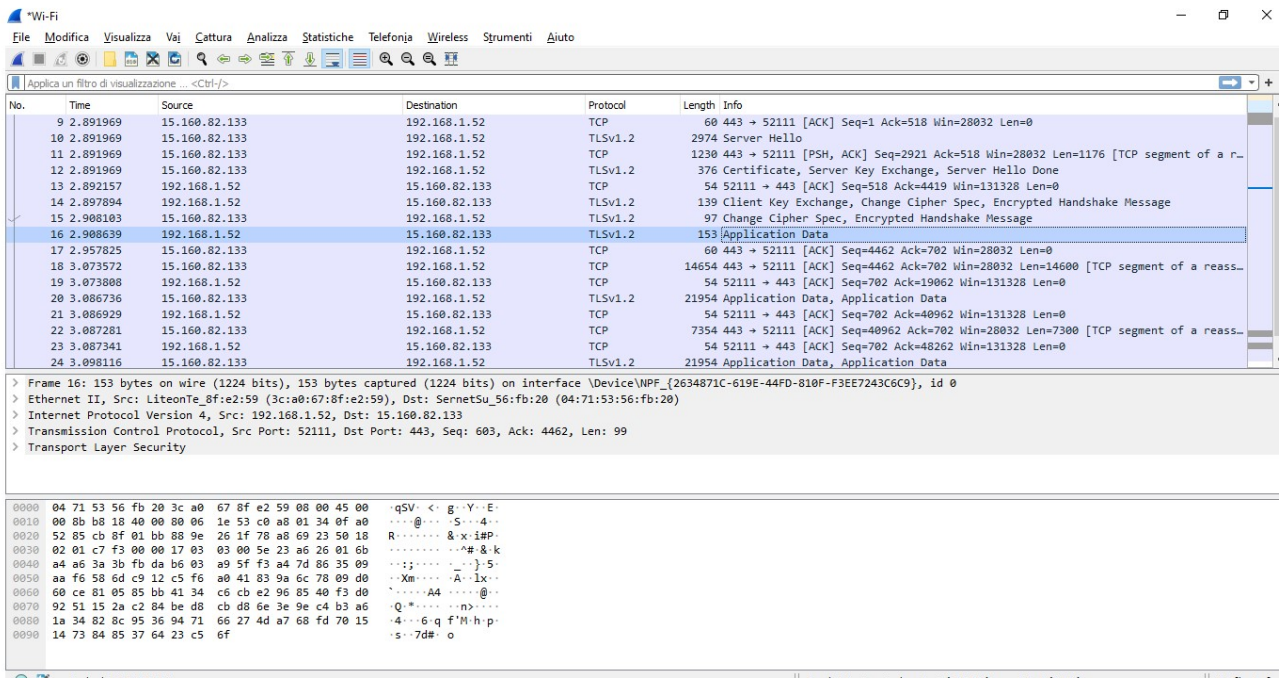 *Wi-Fi
File Modifica Visualizza Vai Cattura Analizza Statistiche Telefonia Wireless Strumenti Aiuto
Applica un filtro di visualizzazione ... <Ctrl-/>
No. Time Source Destination Protocol Length Info
9 2.891969 15.160.82.133 192.168.1.52 TCP 60 443 → 52111 [ACK] Seq=1 Ack=518 Win=28032 Len=0
10 2.891969 15.160.82.133 192.168.1.52 TLSv1.2 2974 Server Hello
11 2.891969 15.160.82.133 192.168.1.52 TCP 1230 443 → 52111 [PSH, ACK] Seq=2921 Ack=518 Win=28032 Len=1176 [TCP segment of a r…
12 2.891969 15.160.82.133 192.168.1.52 TLSv1.2 376 Certificate, Server Key Exchange, Server Hello Done
13 2.892157 192.168.1.52 15.160.82.133 TCP 54 52111 → 443 [ACK] Seq=518 Ack=4419 Win=131328 Len=0
14 2.897894 192.168.1.52 15.160.82.133 TLSv1.2 139 Client Key Exchange, Change Cipher Spec, Encrypted Handshake Message
15 2.908103 15.160.82.133 192.168.1.52 TLSv1.2 97 Change Cipher Spec, Encrypted Handshake Message
16 2.908639 192.168.1.52 15.160.82.133 TLSv1.2 153 Application Data
17 2.957825 15.160.82.133 192.168.1.52 TCP 60 443 → 52111 [ACK] Seq=4462 Ack=702 Win=28032 Len=0
18 3.073572 15.160.82.133 192.168.1.52 TCP 14654 443 → 52111 [ACK] Seq=4462 Ack=702 Win=28032 Len=14600 [TCP segment of a reass…
19 3.073808 192.168.1.52 15.160.82.133 TCP 54 52111 → 443 [ACK] Seq=702 Ack=19062 Win=131328 Len=0
20 3.086736 15.160.82.133 192.168.1.52 TLSv1.2 21954 Application Data, Application Data
21 3.086929 192.168.1.52 15.160.82.133 TCP 54 52111 → 443 [ACK] Seq=702 Ack=40962 Win=131328 Len=0
22 3.087281 15.160.82.133 192.168.1.52 TCP 7354 443 → 52111 [ACK] Seq=40962 Ack=702 Win=28032 Len=7300 [TCP segment of a reass…
23 3.087341 192.168.1.52 15.160.82.133 TCP 54 52111 → 443 [ACK] Seq=702 Ack=48262 Win=131328 Len=0
24 3.098116 15.160.82.133 192.168.1.52 TLSv1.2 21954 Application Data, Application Data
> Frame 16: 153 bytes on wire (1224 bits), 153 bytes captured (1224 bits) on interface \Device\NPF_{2634871C-619E-44FD-810F-F3EE7243C6C9}, id 0
> Ethernet II, Src: LiteonTe_8f:e2:59 (3c:a0:67:8f:e2:59), Dst: SernetSu_56:fb:20 (04:71:53:56:fb:20)
> Internet Protocol Version 4, Src: 192.168.1.52, Dst: 15.160.82.133
> Transmission Control Protocol, Src Port: 52111, Dst Port: 443, Seq: 603, Ack: 4462, Len: 99
> Transport Layer Security
0000 04 71 53 56 fb 20 3c a0 67 8f e2 59 08 00 45 00 ·qSV· <· g··Y··E·
0010 00 8b b8 18 40 00 80 06 1e 53 c0 a8 01 34 0f a0 ····@··· ·S···4··
0020 52 85 cb 8f 01 bb 88 9e 26 1f 78 a8 69 23 50 18 R······· &·x·i#P·
0030 02 01 c7 f3 00 00 17 03 03 00 5e 23 a6 26 01 6b ········ ··^#·&·k
0040 a4 a6 3a 3b fb da b6 03 a9 5f f3 a4 7d 86 35 09 ··:;···· ·_··}·5·
0050 aa f6 58 6d c9 12 c5 f6 a0 41 83 9a 6c 78 09 d0 ··Xm···· ·A··lx··
0060 60 ce 81 05 85 bb 41 34 c6 cb e2 96 85 40 f3 d0 `·····A4 ·····@··
0070 92 51 15 2a c2 84 be d8 cb d8 6e 3e 9e c4 b3 a6 ·Q·*···· ··n>····
0080 1a 34 82 8c 95 36 94 71 66 27 4d a7 68 fd 70 15 ·4···6·q f'M·h·p·
0090 14 73 84 85 37 64 23 c5 6f ·s··7d#· o